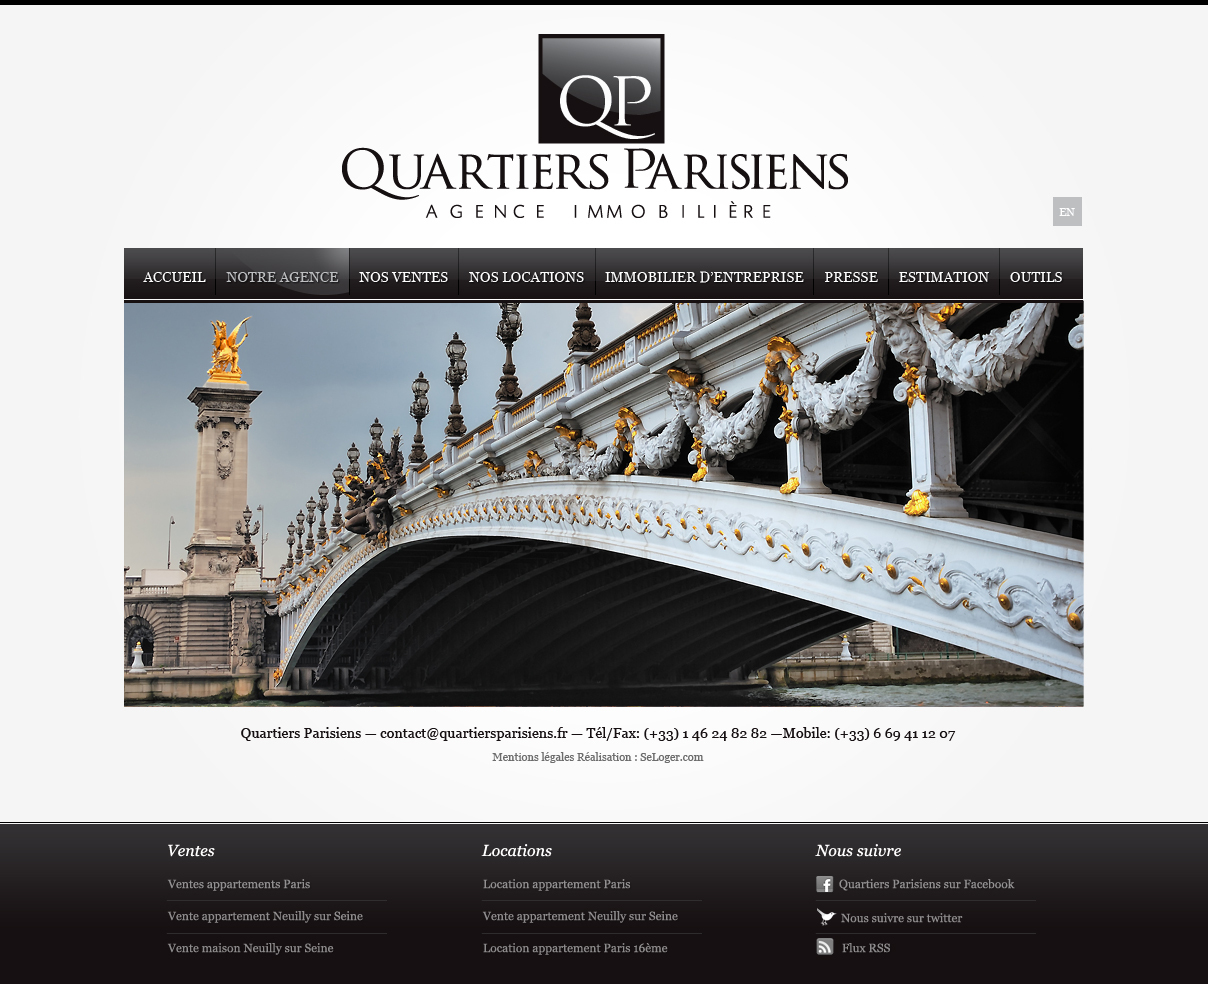 QP
QUARTIERS PARISIENS
AGENCE IMMOBILIÈRE
EN
ACCUEIL NOTRE AGENCE NOS VENTES NOS LOCATIONS IMMOBILIER D'ENTREPRISE PRESSE ESTIMATION OUTILS
Quartiers Parisiens — contact@quartiersparisiens.fr — Tél/Fax: (+33) 1 46 24 82 82 —Mobile: (+33) 6 69 41 12 07
Mentions légales Réalisation : SeLoger.com
Ventes
Ventes appartements Paris
Vente appartement Neuilly sur Seine
Vente maison Neuilly sur Seine
Locations
Location appartement Paris
Vente appartement Neuilly sur Seine
Location appartement Paris 16ème
Nous suivre
Quartiers Parisiens sur Facebook
Nous suivre sur twitter
Flux RSS